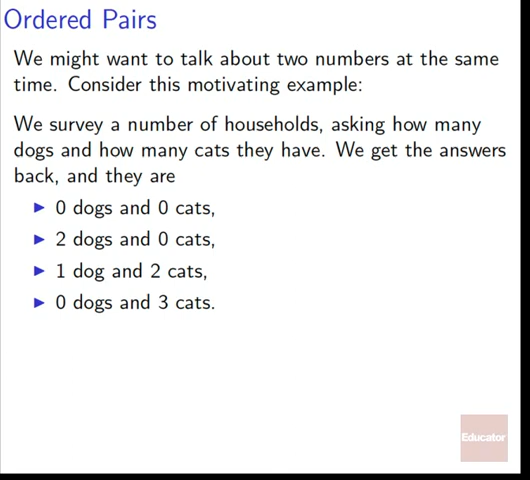 Ordered Pairs
We might want to talk about two numbers at the same
time. Consider this motivating example:
We survey a number of households, asking how many
dogs and how many cats they have. We get the answers
back, and they are
▶ 0 dogs and 0 cats,
▶ 2 dogs and 0 cats,
▶ 1 dog and 2 cats,
▶ 0 dogs and 3 cats.
Educator